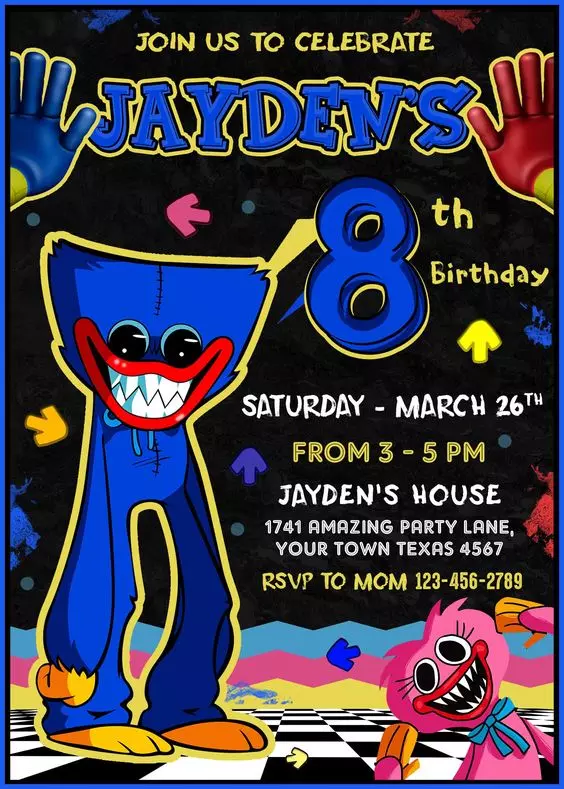 JOIN US TO CELEBRATE
JAYDEN'S
8th
Birthday
SATURDAY - MARCH 26TH
FROM 3 - 5 PM
JAYDEN'S HOUSE
1741 AMAZING PARTY LANE,
YOUR TOWN TEXAS 4567
RSVP TO MOM 123-456-2789